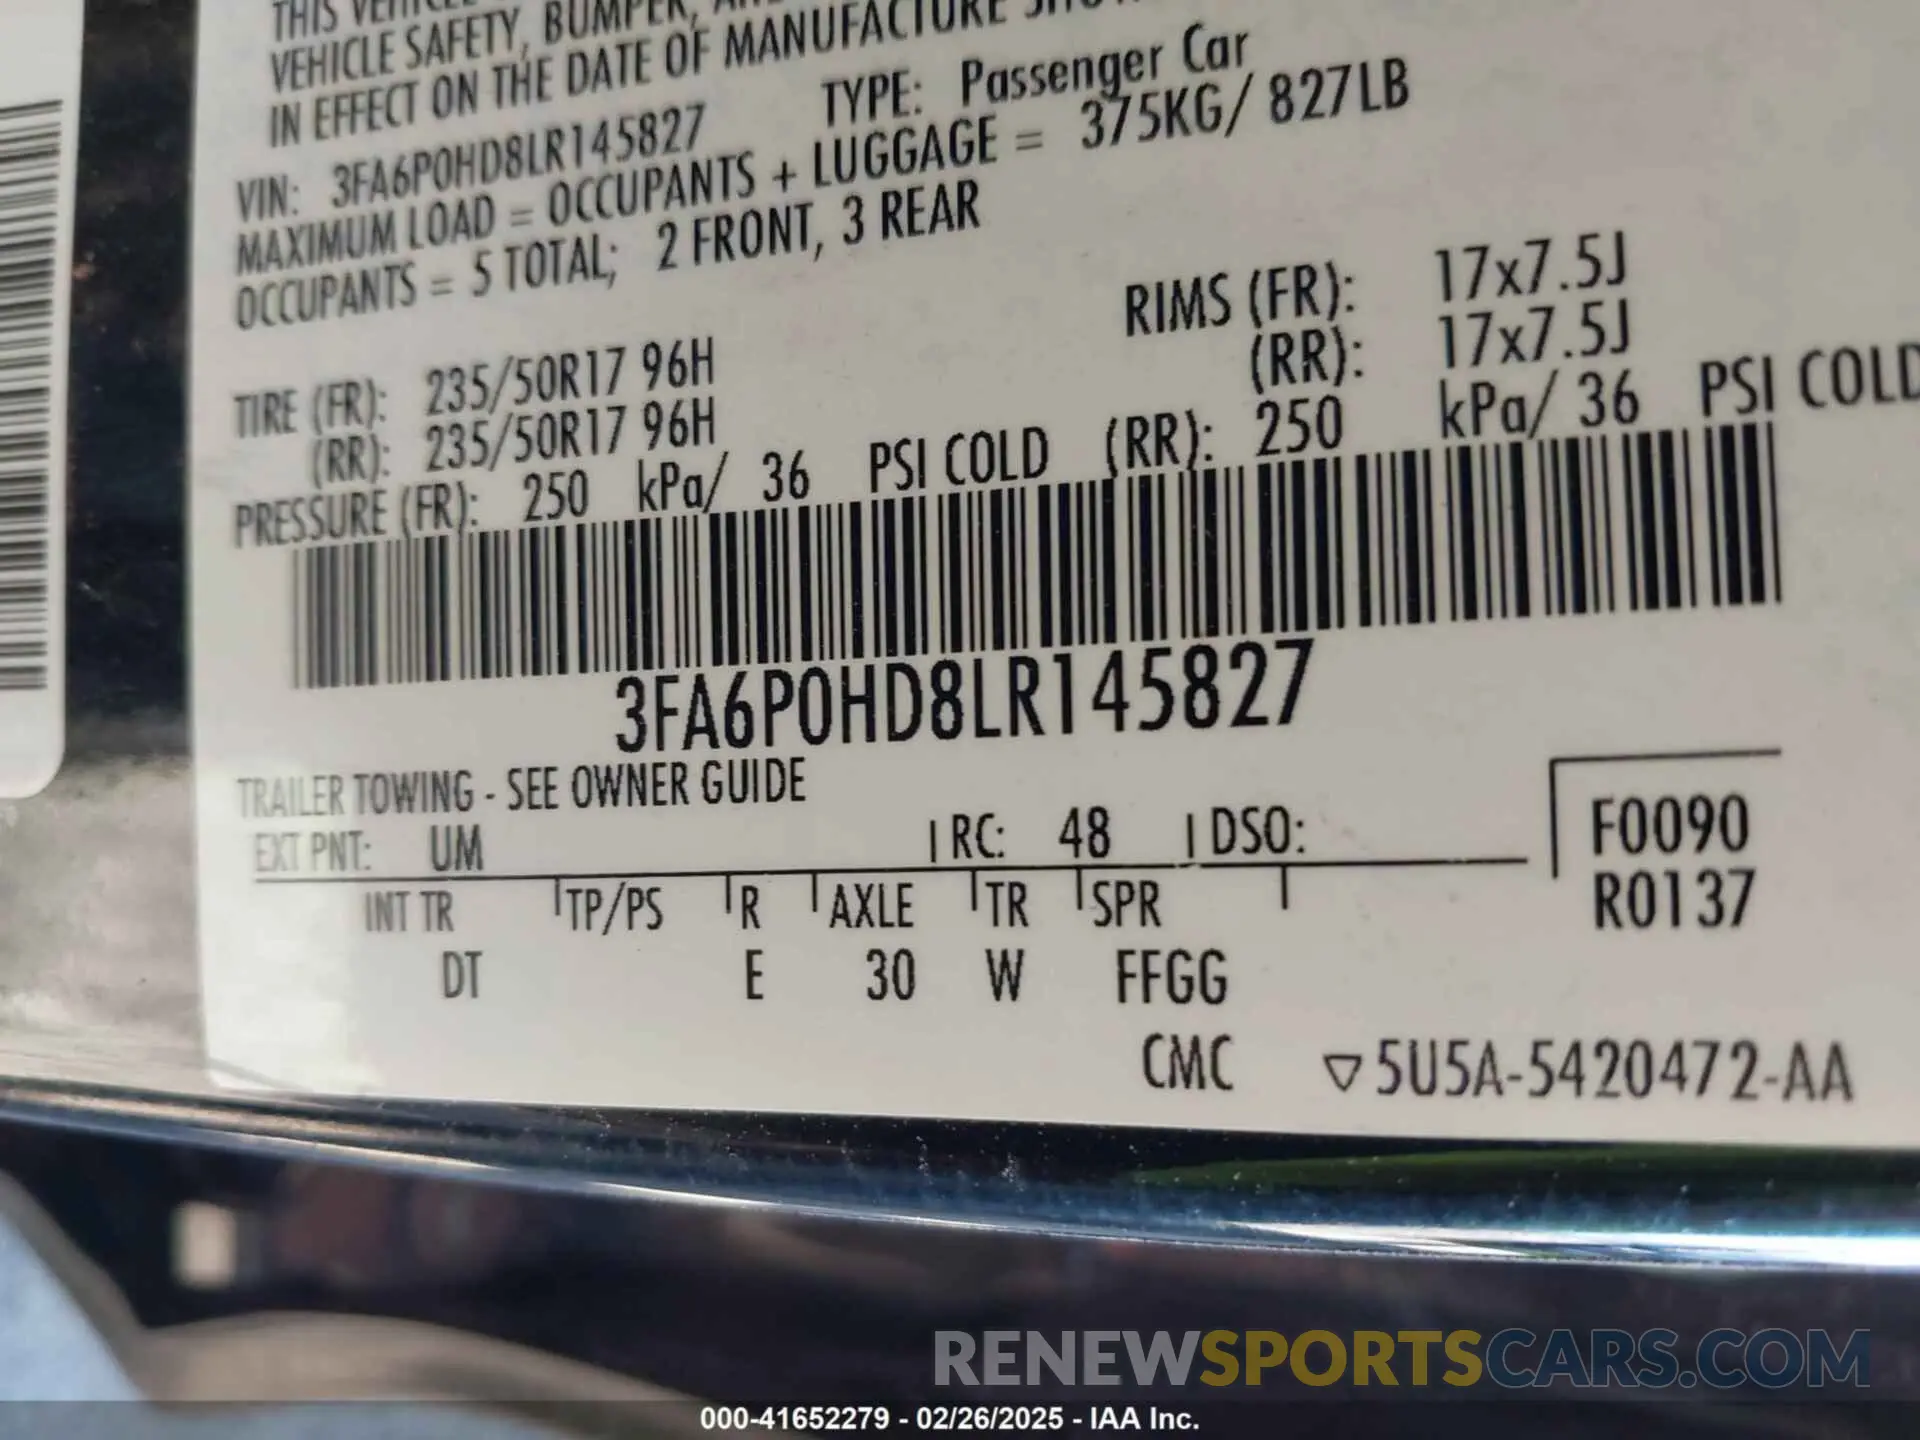 THIS
VEHICLE SAFETY, BUMPER,
IN EFFECT ON THE DATE OF MANUFACTURE
VIN: 3FA6P0HD8LR145827 TYPE: Passenger Car
MAXIMUM LOAD = OCCUPANTS + LUGGAGE = 375KG/ 827LB
OCCUPANTS = 5 TOTAL; 2 FRONT, 3 REAR
TIRE (FR): 235/50R17 96H RIMS (FR): 17x7.5J
(RR): 235/50R17 96H (RR): 17x7.5J
PRESSURE (FR): 250 kPa/ 36 PSI COLD (RR): 250 kPa/ 36 PSI COLD
3FA6P0HD8LR145827
TRAILER TOWING - SEE OWNER GUIDE
EXT PNT: UM RC: 48 DSO: F0090
R0137
INT TR TP/PS R AXLE TR SPR
DT E 30 W FFGG
CMC ▽5U5A-5420472-AA
RENEWSPORTSCARS.COM
000-41652279 - 02/26/2025 - IAA Inc.